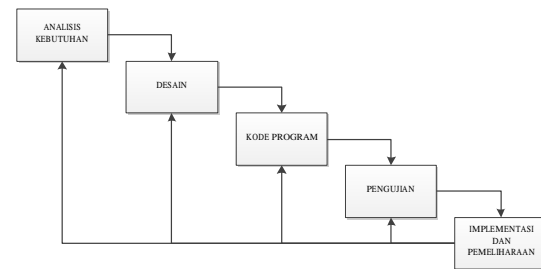 ANALISIS
KEBUTUHAN
DESAIN
KODE PROGRAM
PENGUJIAN
IMPLEMENTASI
DAN
PEMELIHARAAN